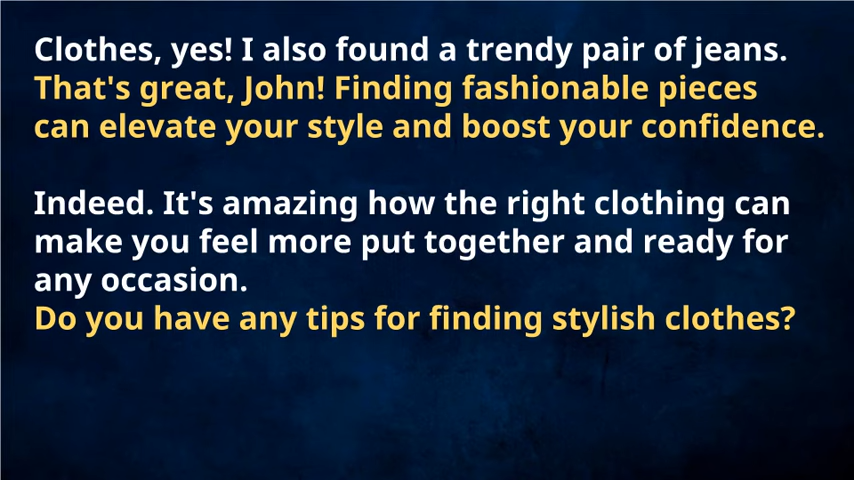 Clothes, yes! I also found a trendy pair of jeans.
That's great, John! Finding fashionable pieces
can elevate your style and boost your confidence.
Indeed. It's amazing how the right clothing can
make you feel more put together and ready for
any occasion.
Do you have any tips for finding stylish clothes?